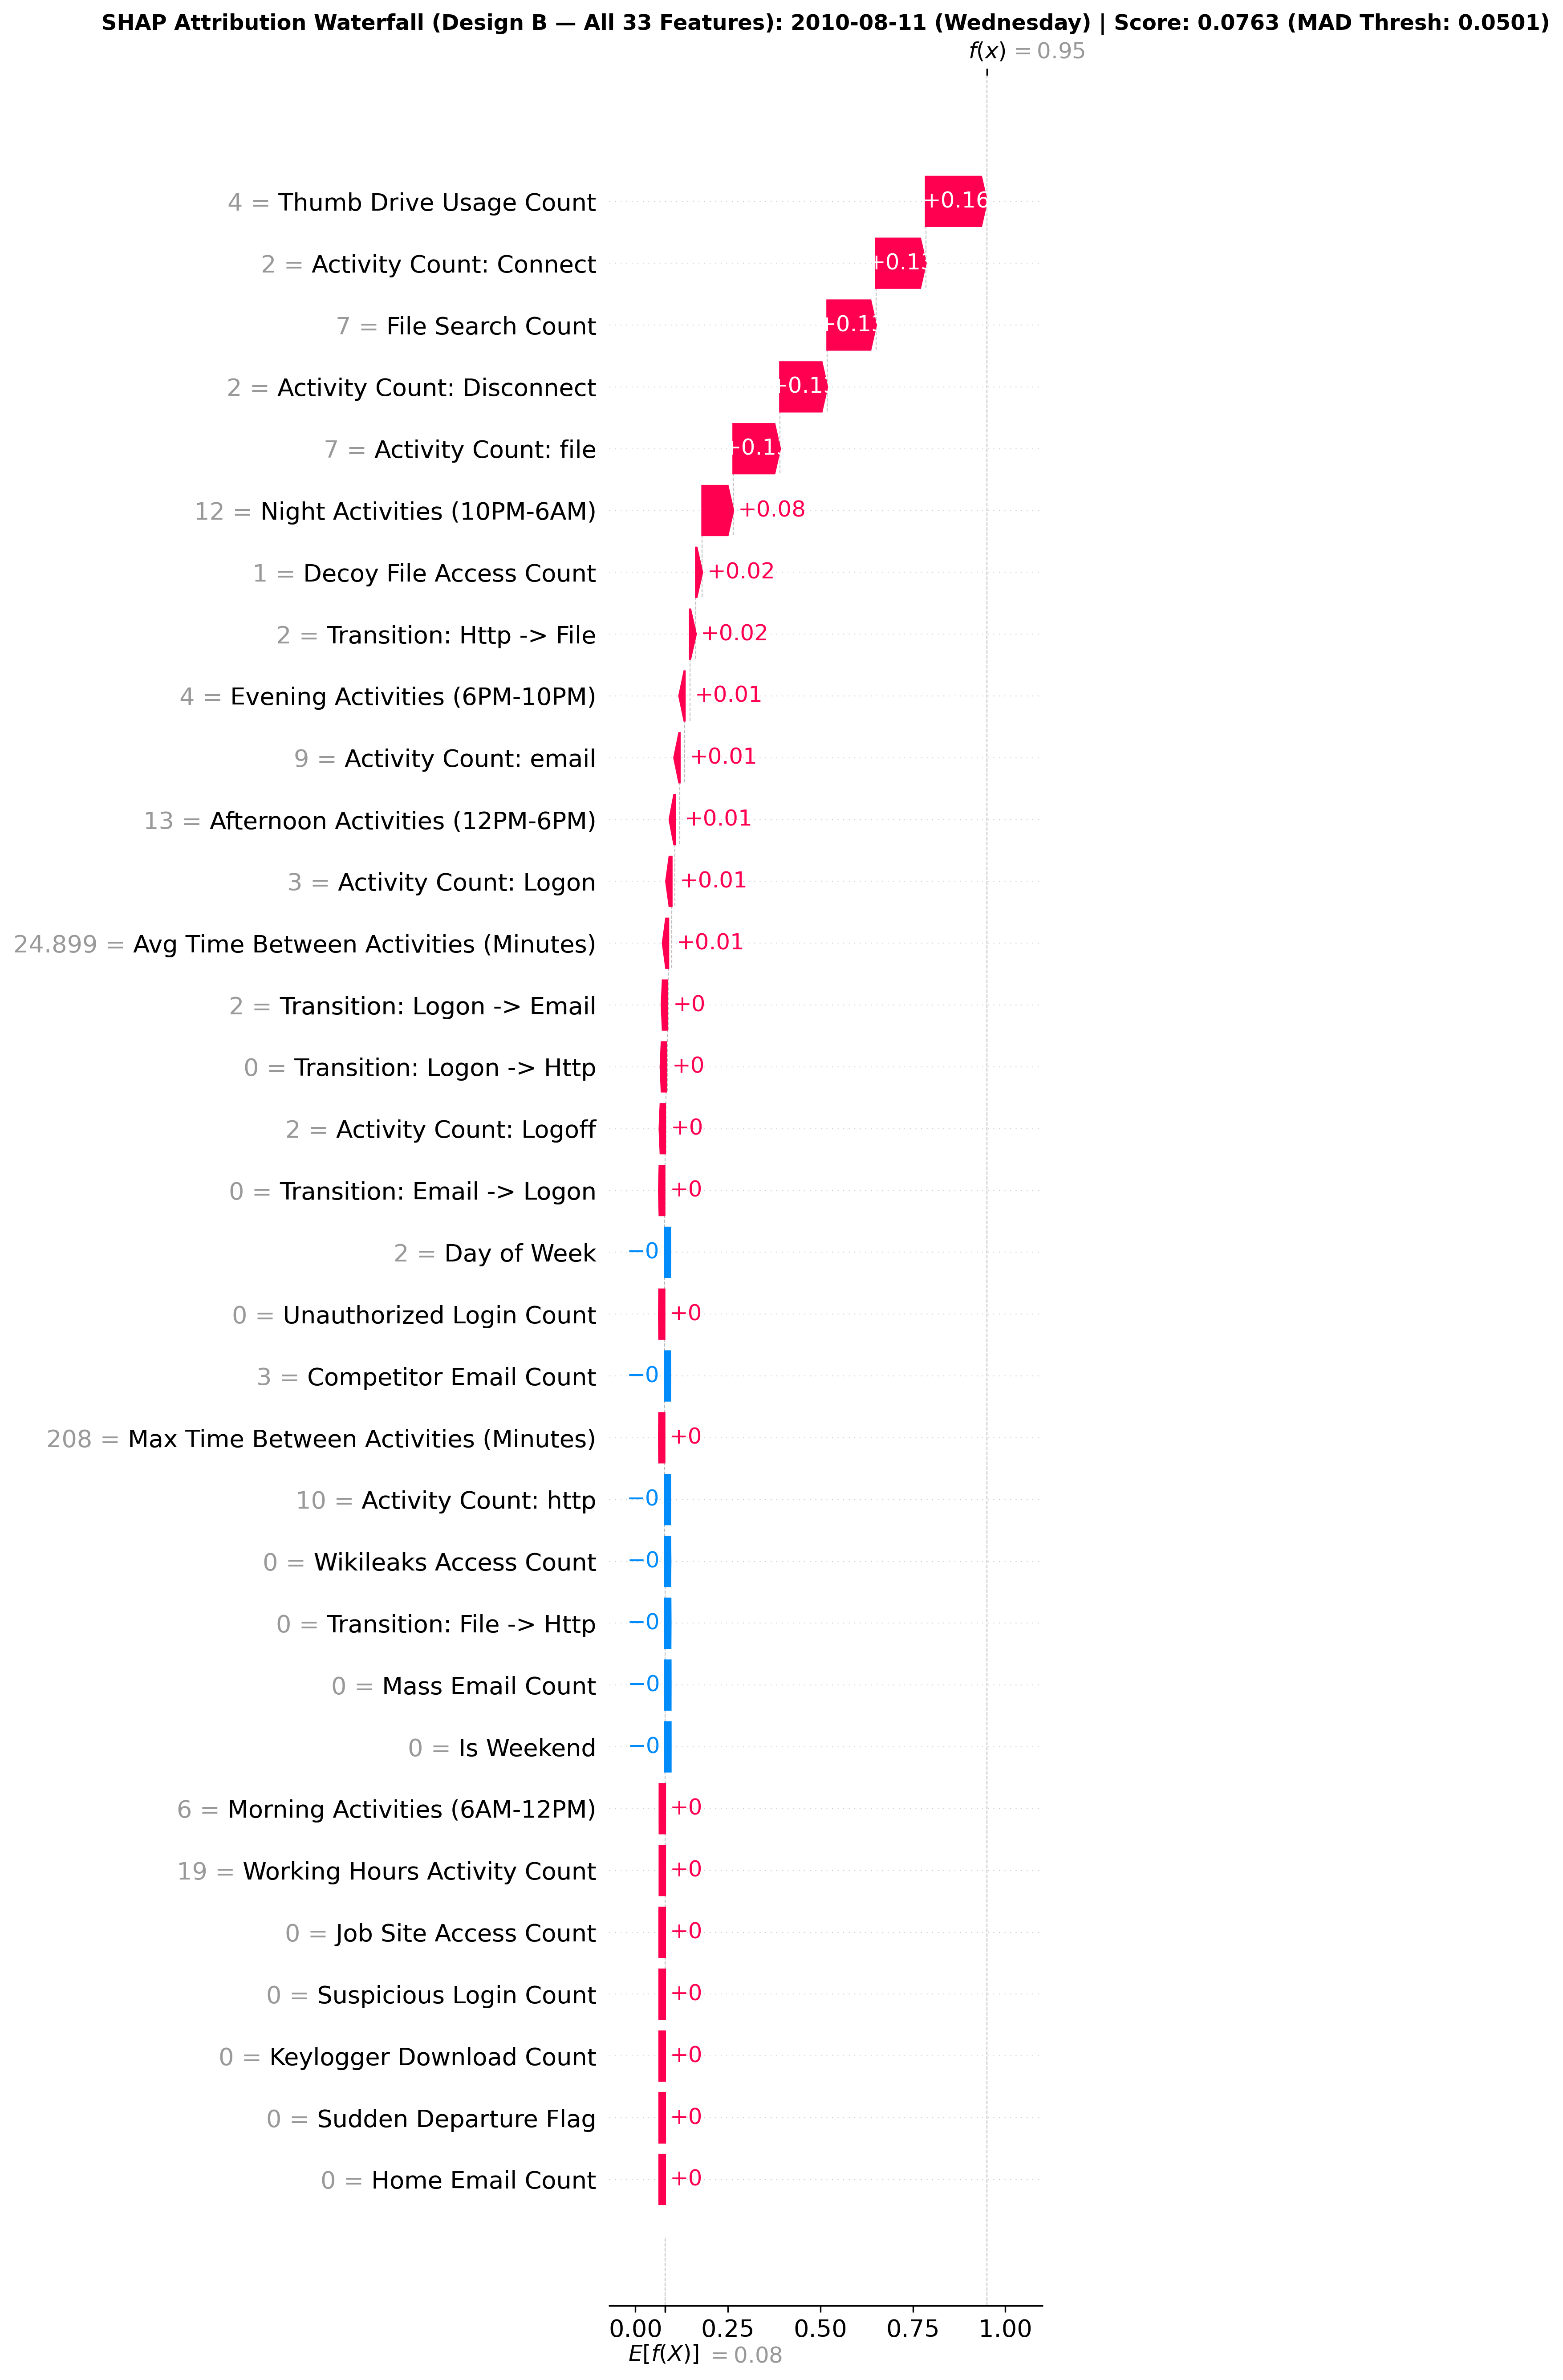 SHAP Attribution Waterfall (Design B — All 33 Features): 2010-08-11 (Wednesday) | Score: 0.0763 (MAD Thresh: 0.0501)
f(x) = 0.95
4 = Thumb Drive Usage Count +0.16
2 = Activity Count: Connect
7 = File Search Count
2 = Activity Count: Disconnect
7 = Activity Count: file
12 = Night Activities (10PM-6AM) +0.08
1 = Decoy File Access Count +0.02
2 = Transition: Http -> File +0.02
4 = Evening Activities (6PM-10PM) +0.01
9 = Activity Count: email +0.01
13 = Afternoon Activities (12PM-6PM) +0.01
3 = Activity Count: Logon +0.01
24.899 = Avg Time Between Activities (Minutes) +0.01
2 = Transition: Logon -> Email +0
0 = Transition: Logon -> Http +0
2 = Activity Count: Logoff +0
0 = Transition: Email -> Logon +0
2 = Day of Week −0
0 = Unauthorized Login Count +0
3 = Competitor Email Count −0
208 = Max Time Between Activities (Minutes) +0
10 = Activity Count: http −0
0 = Wikileaks Access Count −0
0 = Transition: File -> Http −0
0 = Mass Email Count −0
0 = Is Weekend −0
6 = Morning Activities (6AM-12PM) +0
19 = Working Hours Activity Count +0
0 = Job Site Access Count +0
0 = Suspicious Login Count +0
0 = Keylogger Download Count +0
0 = Sudden Departure Flag +0
0 = Home Email Count +0
0.00 0.25 0.50 0.75 1.00
E[f(X)] = 0.08